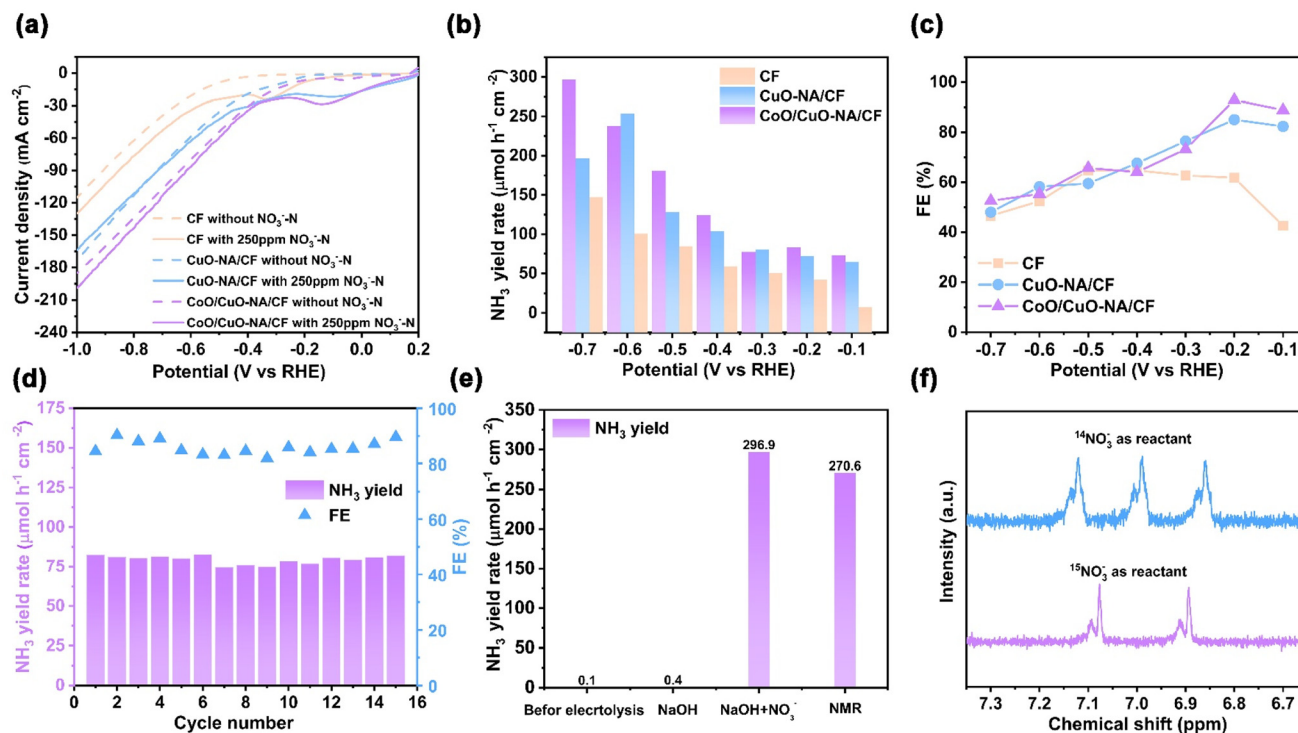 (a)
Current density (mA cm⁻²)
0
-30
-60
-90
-120
-150
-180
-210
-240
CF without NO₃⁻-N
CF with 250ppm NO₃⁻-N
CuO-NA/CF without NO₃⁻-N
CuO-NA/CF with 250ppm NO₃⁻-N
CoO/CuO-NA/CF without NO₃⁻-N
CoO/CuO-NA/CF with 250ppm NO₃⁻-N
-1.0 -0.8 -0.6 -0.4 -0.2 0.0 0.2
Potential (V vs RHE)
(b)
NH₃ yield rate (μmol h⁻¹ cm⁻²)
300
250
200
150
100
50
0
CF
CuO-NA/CF
CoO/CuO-NA/CF
-0.7 -0.6 -0.5 -0.4 -0.3 -0.2 -0.1
Potential (V vs RHE)
(c)
FE (%)
100
80
60
40
20
0
CF
CuO-NA/CF
CoO/CuO-NA/CF
-0.7 -0.6 -0.5 -0.4 -0.3 -0.2 -0.1
Potential (V vs RHE)
(d)
NH₃ yield rate (μmol h⁻¹ cm⁻²)
175
150
125
100
75
50
25
0
NH₃ yield
FE
100
80
60
40
20
0
FE (%)
0 2 4 6 8 10 12 14 16
Cycle number
(e)
NH₃ yield rate (μmol h⁻¹ cm⁻²)
350
300
250
200
150
100
50
0
NH₃ yield
0.1
0.4
296.9
270.6
Befor elecrtolysis NaOH NaOH+NO₃⁻ NMR
(f)
Intensity (a.u.)
¹⁴NO₃⁻ as reactant
¹⁵NO₃⁻ as reactant
7.3 7.2 7.1 7.0 6.9 6.8 6.7
Chemical shift (ppm)